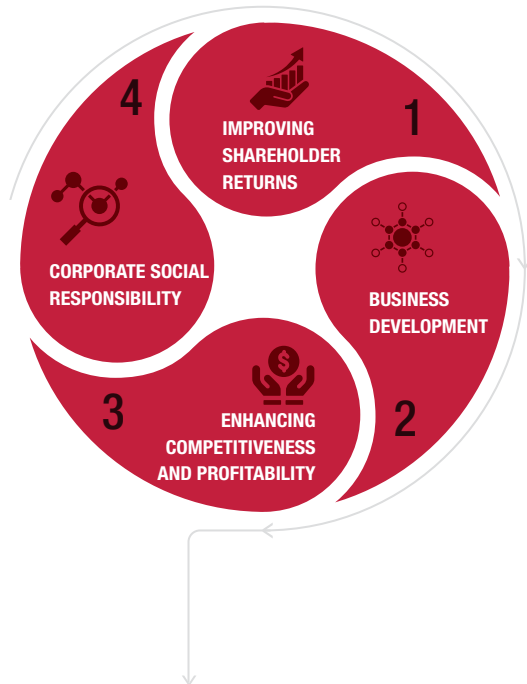 1
IMPROVING
SHAREHOLDER
RETURNS
2
BUSINESS
DEVELOPMENT
3
ENHANCING
COMPETITIVENESS
AND PROFITABILITY
$
4
CORPORATE SOCIAL
RESPONSIBILITY